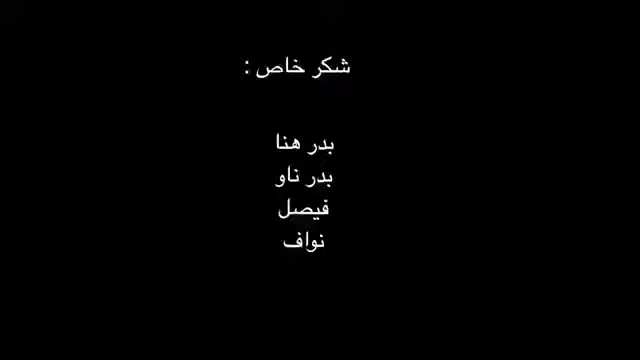 شكر خاص :
بدر هنا
بدر ناو
فيصل
نواف